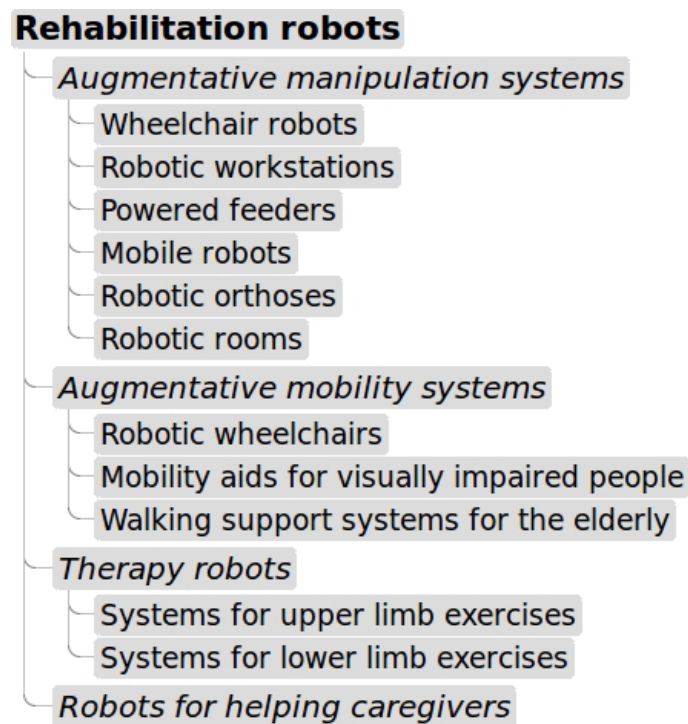 Rehabilitation robots
Augmentative manipulation systems
Wheelchair robots
Robotic workstations
Powered feeders
Mobile robots
Robotic orthoses
Robotic rooms
Augmentative mobility systems
Robotic wheelchairs
Mobility aids for visually impaired people
Walking support systems for the elderly
Therapy robots
Systems for upper limb exercises
Systems for lower limb exercises
Robots for helping caregivers